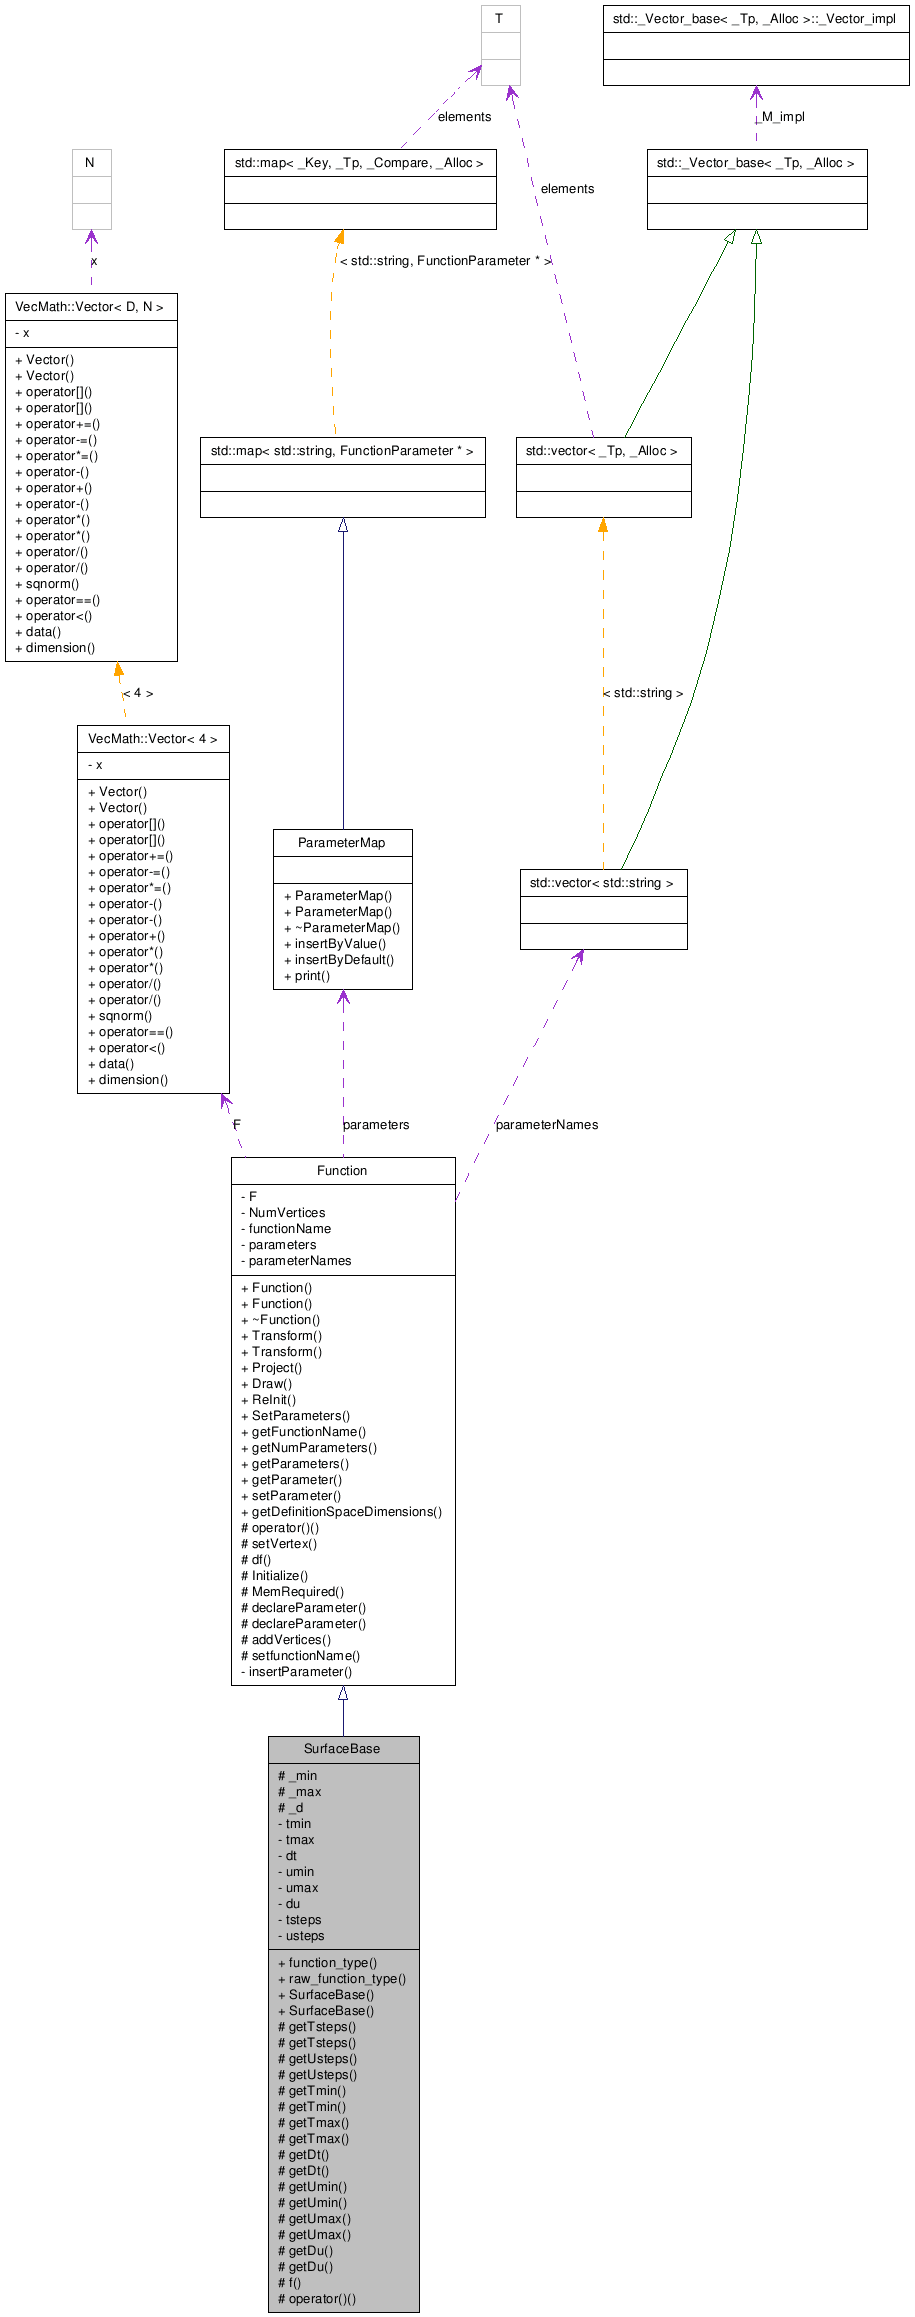 T
std::_Vector_base< _Tp, _Alloc >::_Vector_impl
elements
_M_impl
N
std::map< _Key, _Tp, _Compare, _Alloc >
std::_Vector_base< _Tp, _Alloc >
elements
x
< std::string, FunctionParameter * >
VecMath::Vector< D, N >
- x
+ Vector()
+ Vector()
+ operator[]()
+ operator[]()
+ operator+=()
+ operator-=()
+ operator*=()
+ operator-()
+ operator+()
+ operator-()
+ operator*()
+ operator*()
+ operator/()
+ operator/()
+ sqnorm()
+ operator==()
+ operator<()
+ data()
+ dimension()
std::map< std::string, FunctionParameter * >
std::vector< _Tp, _Alloc >
< 4 >
< std::string >
VecMath::Vector< 4 >
- x
+ Vector()
+ Vector()
+ operator[]()
+ operator[]()
+ operator+=()
+ operator-=()
+ operator*=()
+ operator-()
+ operator-()
+ operator+()
+ operator*()
+ operator*()
+ operator/()
+ operator/()
+ sqnorm()
+ operator==()
+ operator<()
+ data()
+ dimension()
ParameterMap
+ ParameterMap()
+ ParameterMap()
+ ~ParameterMap()
+ insertByValue()
+ insertByDefault()
+ print()
std::vector< std::string >
F
parameters
parameterNames
Function
- F
- NumVertices
- functionName
- parameters
- parameterNames
+ Function()
+ Function()
+ ~Function()
+ Transform()
+ Transform()
+ Project()
+ Draw()
+ ReInit()
+ SetParameters()
+ getFunctionName()
+ getNumParameters()
+ getParameters()
+ getParameter()
+ setParameter()
+ getDefinitionSpaceDimensions()
# operator()()
# setVertex()
# df()
# Initialize()
# MemRequired()
# declareParameter()
# declareParameter()
# addVertices()
# setfunctionName()
- insertParameter()
SurfaceBase
# _min
# _max
# _d
- tmin
- tmax
- dt
- umin
- umax
- du
- tsteps
- usteps
+ function_type()
+ raw_function_type()
+ SurfaceBase()
+ SurfaceBase()
# getTsteps()
# getTsteps()
# getUsteps()
# getUsteps()
# getTmin()
# getTmin()
# getTmax()
# getTmax()
# getDt()
# getDt()
# getUmin()
# getUmin()
# getUmax()
# getUmax()
# getDu()
# getDu()
# f()
# operator()()